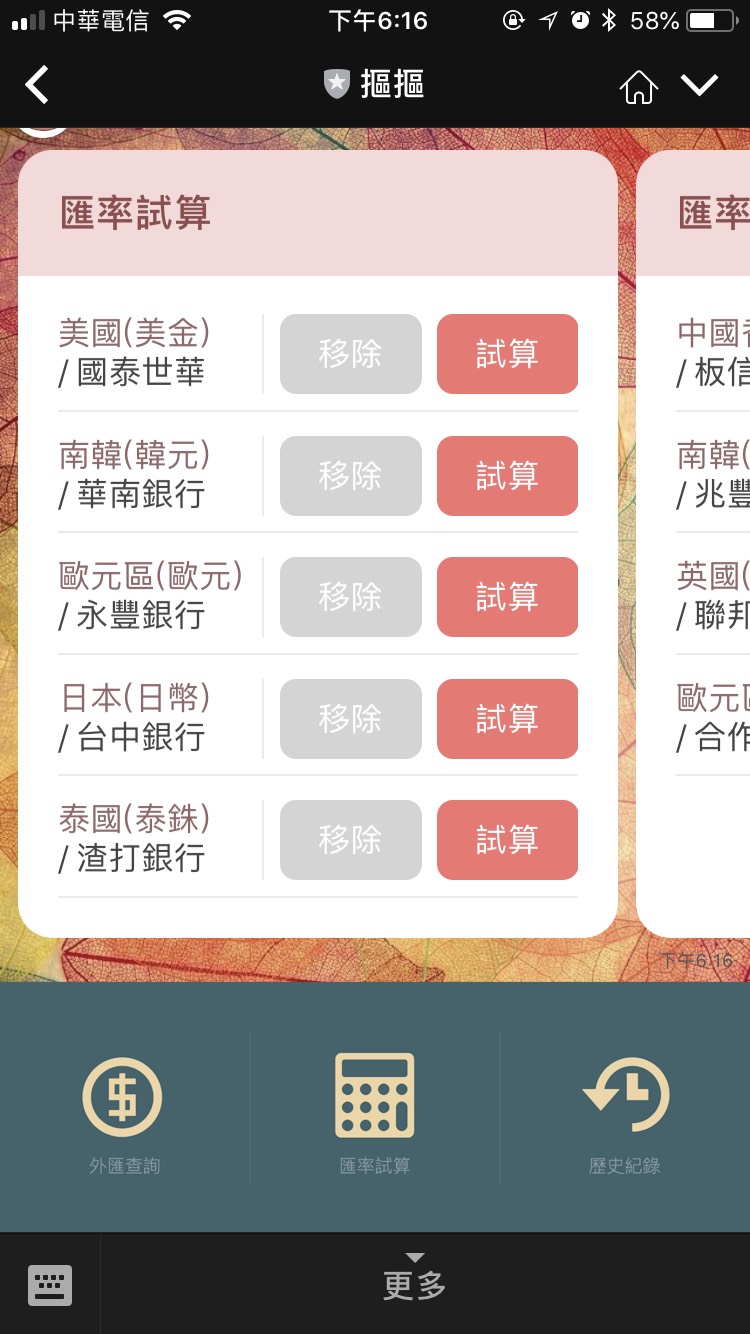 中華電信 下午6:16 58%
摳摳
匯率試算
美國(美金)
/ 國泰世華
移除 試算
南韓(韓元)
/ 華南銀行
移除 試算
歐元區(歐元)
/ 永豐銀行
移除 試算
日本(日幣)
/ 台中銀行
移除 試算
泰國(泰銖)
/ 渣打銀行
移除 試算
匯率
中國
/ 板信
南韓(
/ 兆豐
英國(
/ 聯邦
歐元
/ 合作
下午6:16
外匯查詢 匯率試算 歷史紀錄
更多